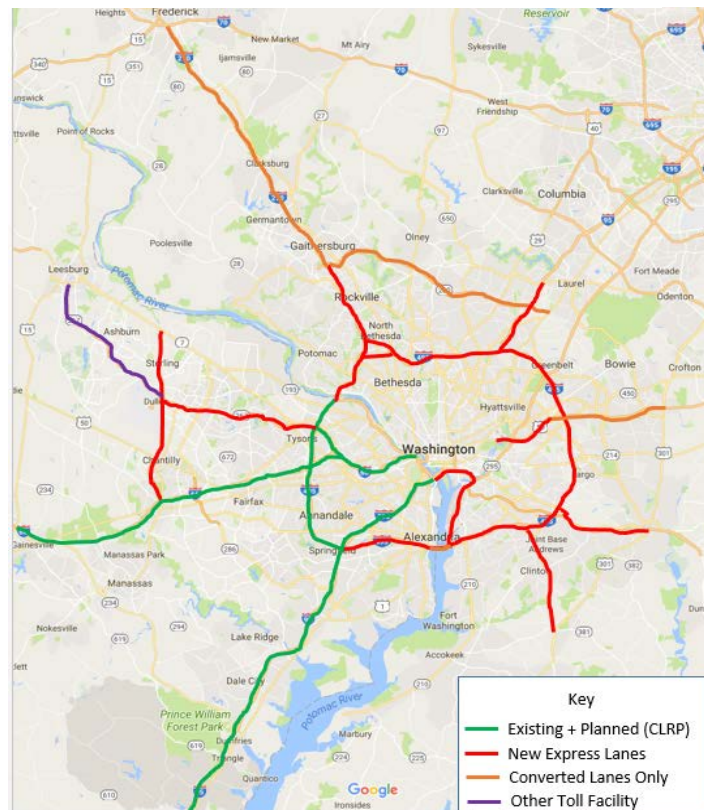 Heights
Frederick
Reservoir
Mt Airy
Sykesville
New Market
Ijamsville
West
Friendship
Point of Rocks
Clarksburg
Clarksville
Columbia
Germantown
Gaithersburg
Olney
Poolesville
Leesburg
Laurel
Fort Meade
Potomac River
Rockville
Odenton
Ashburn
North
Bethesda
Sterling
Potomac
Greenbelt
Bowie
Crofton
Bethesda
Hyattsville
Tysons
Chantilly
Washington
Fairfax
Annandale
Alexandria
Gainesville
Springfield
Joint Base
Andrews
Manassas Park
Clinton
Manassas
Fort
Washington
Nokesville
Lake Ridge
Accokeek
Dale City
Prince William
Forest Park
Dumfries
Triangle
Potomac River
Marbury
Quantico
Google
Ironsides
Key
Existing + Planned (CLRP)
New Express Lanes
Converted Lanes Only
Other Toll Facility